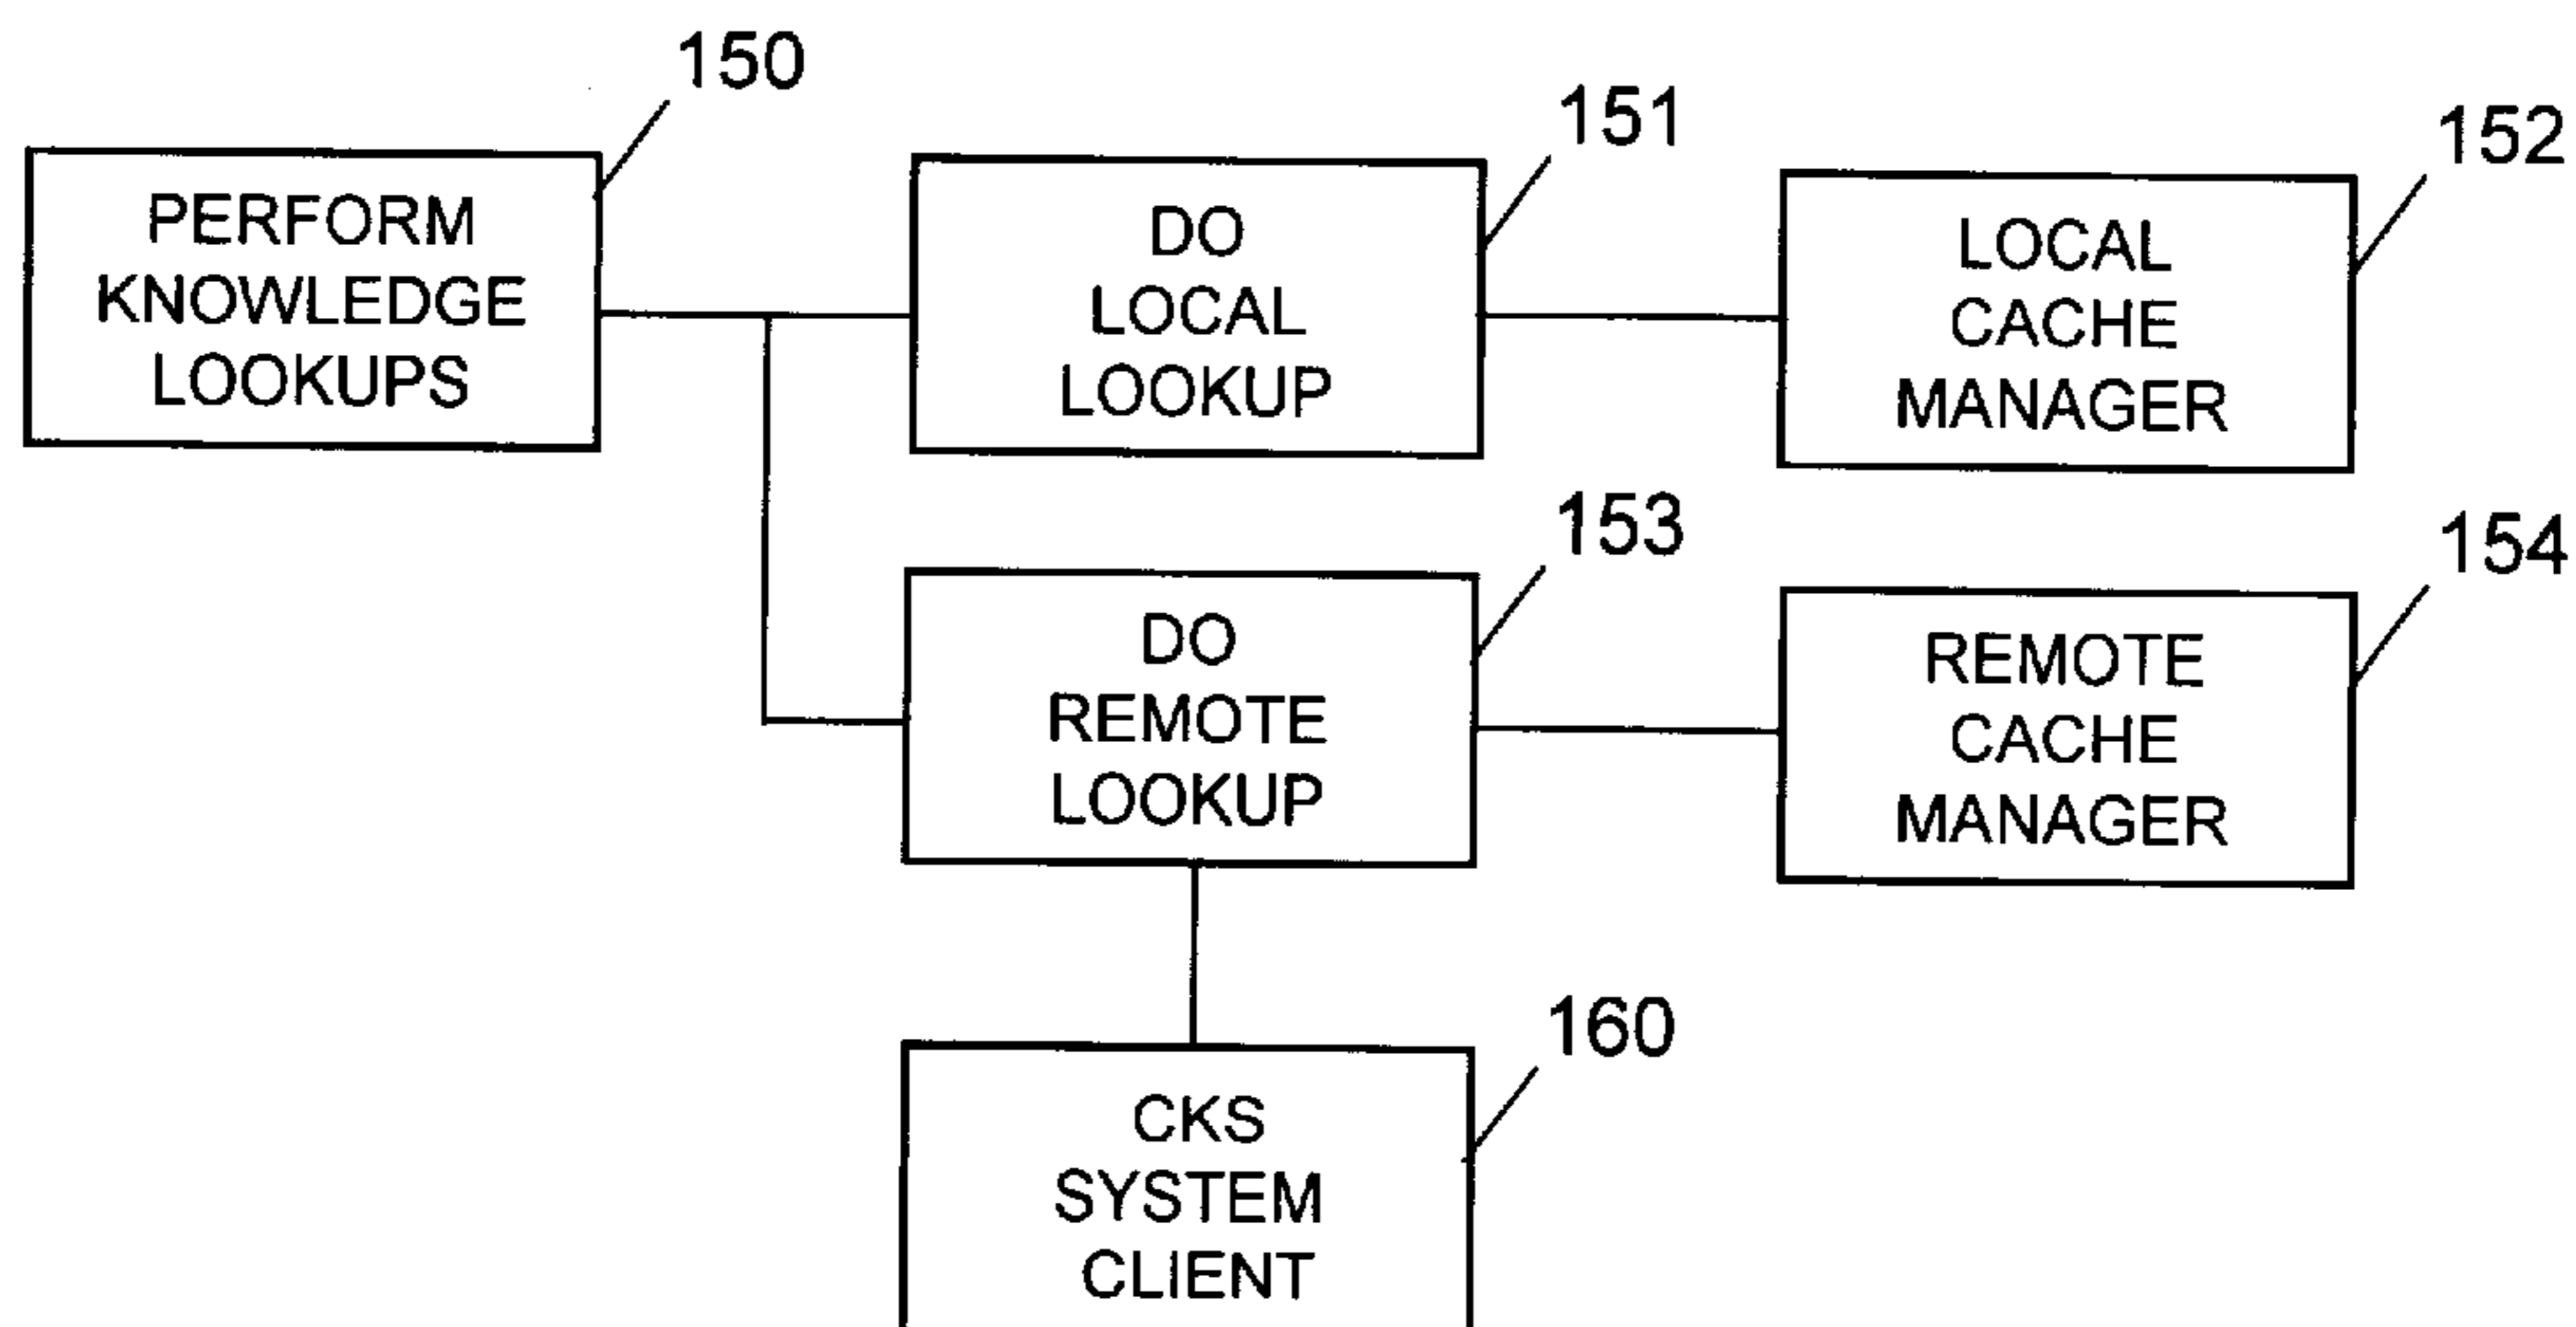 150
PERFORM
KNOWLEDGE
LOOKUPS
151
DO
LOCAL
LOOKUP
152
LOCAL
CACHE
MANAGER
153
DO
REMOTE
LOOKUP
154
REMOTE
CACHE
MANAGER
160
CKS
SYSTEM
CLIENT